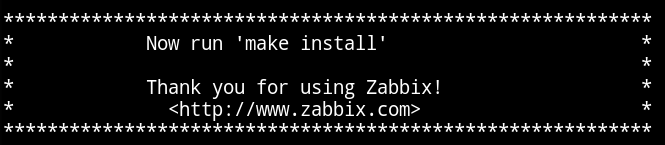 ***********************************************************
*            Now run 'make install'                       *
*                                                         *
*            Thank you for using Zabbix!                  *
*              <http://www.zabbix.com>                    *
***********************************************************